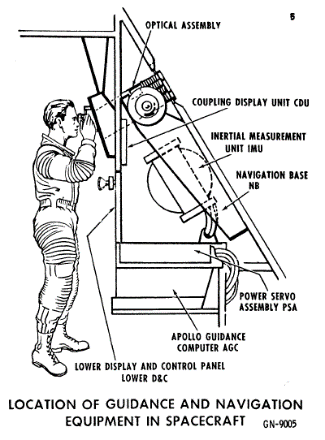 5
OPTICAL ASSEMBLY
COUPLING DISPLAY UNIT CDU
INERTIAL MEASUREMENT
UNIT IMU
NAVIGATION BASE
NB
POWER SERVO
ASSEMBLY PSA
APOLLO GUIDANCE
COMPUTER AGC
LOWER DISPLAY AND CONTROL PANEL
LOWER D&C
LOCATION OF GUIDANCE AND NAVIGATION
EQUIPMENT IN SPACECRAFT GN-9005